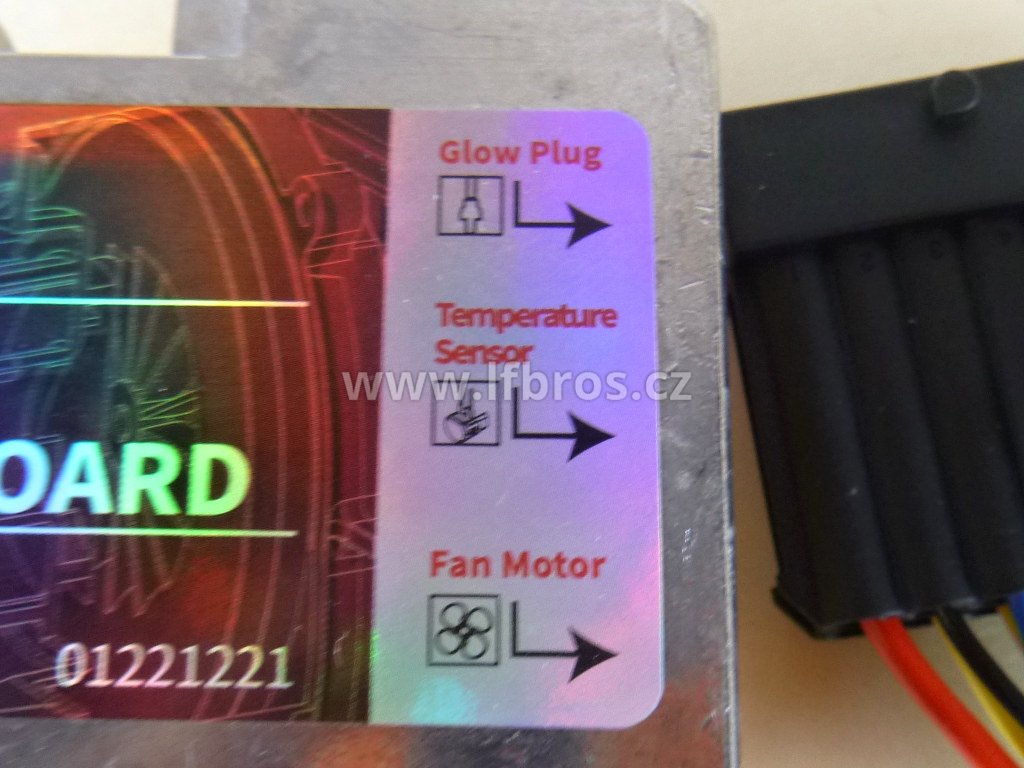 Glow Plug
Temperature
Sensor
www.lfbros.cz
OARD
Fan Motor
01221221